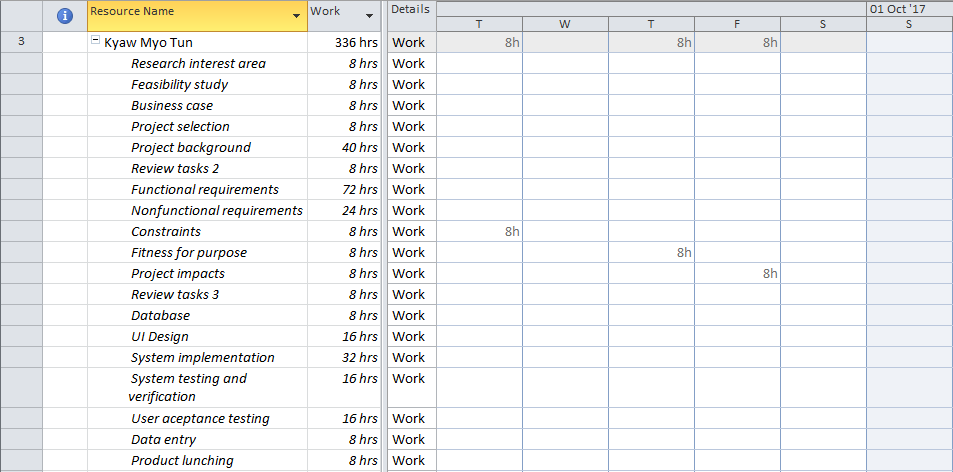 Resource Name Work Details 01 Oct '17
T W T F S S
3 Kyaw Myo Tun 336 hrs Work 8h 8h 8h
Research interest area 8 hrs Work
Feasibility study 8 hrs Work
Business case 8 hrs Work
Project selection 8 hrs Work
Project background 40 hrs Work
Review tasks 2 8 hrs Work
Functional requirements 72 hrs Work
Nonfunctional requirements 24 hrs Work
Constraints 8 hrs Work 8h
Fitness for purpose 8 hrs Work 8h
Project impacts 8 hrs Work 8h
Review tasks 3 8 hrs Work
Database 8 hrs Work
UI Design 16 hrs Work
System implementation 32 hrs Work
System testing and 16 hrs Work
verification
User aceptance testing 16 hrs Work
Data entry 8 hrs Work
Product lunching 8 hrs Work